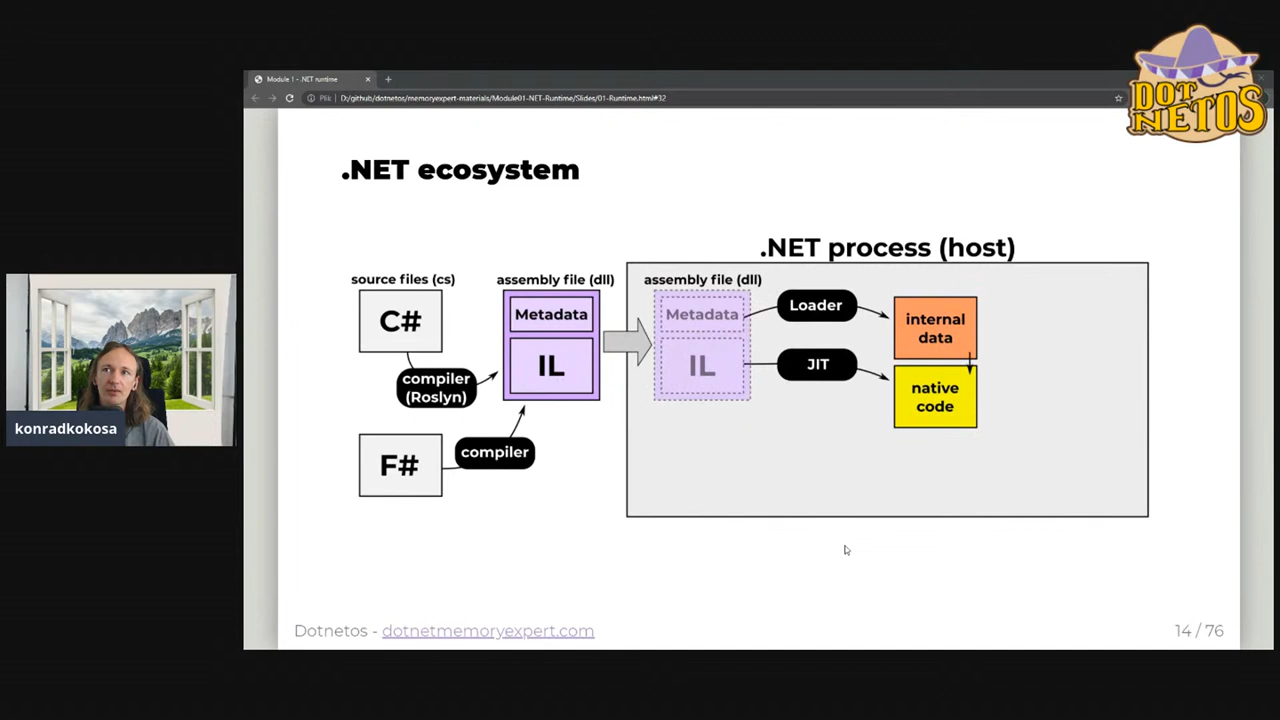 DOT
NETOS
Module 1 - .NET runtime
Plik
D:/github/dotnetos/memoryexpert-materials/Module01-NET-Runtime/Slides/01-Runtime.html#32
.NET ecosystem
.NET process (host)
source files (cs)
assembly file (dll)
assembly file (dll)
C#
Metadata
IL
Metadata
IL
Loader
JIT
internal
data
native
code
compiler
(Roslyn)
F#
compiler
konradkokosa
Dotnetos - dotnetmemoryexpert.com
14 / 76